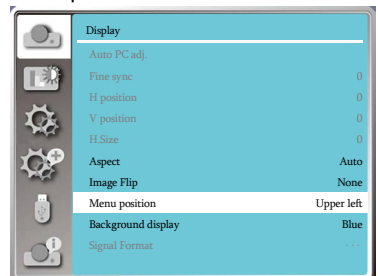 Display
Auto PC adj.
Fine sync 0
H position 0
V position 0
H.Size 0
Aspect Auto
Image Flip None
Menu position Upper left
Background display Blue
Signal Format ...